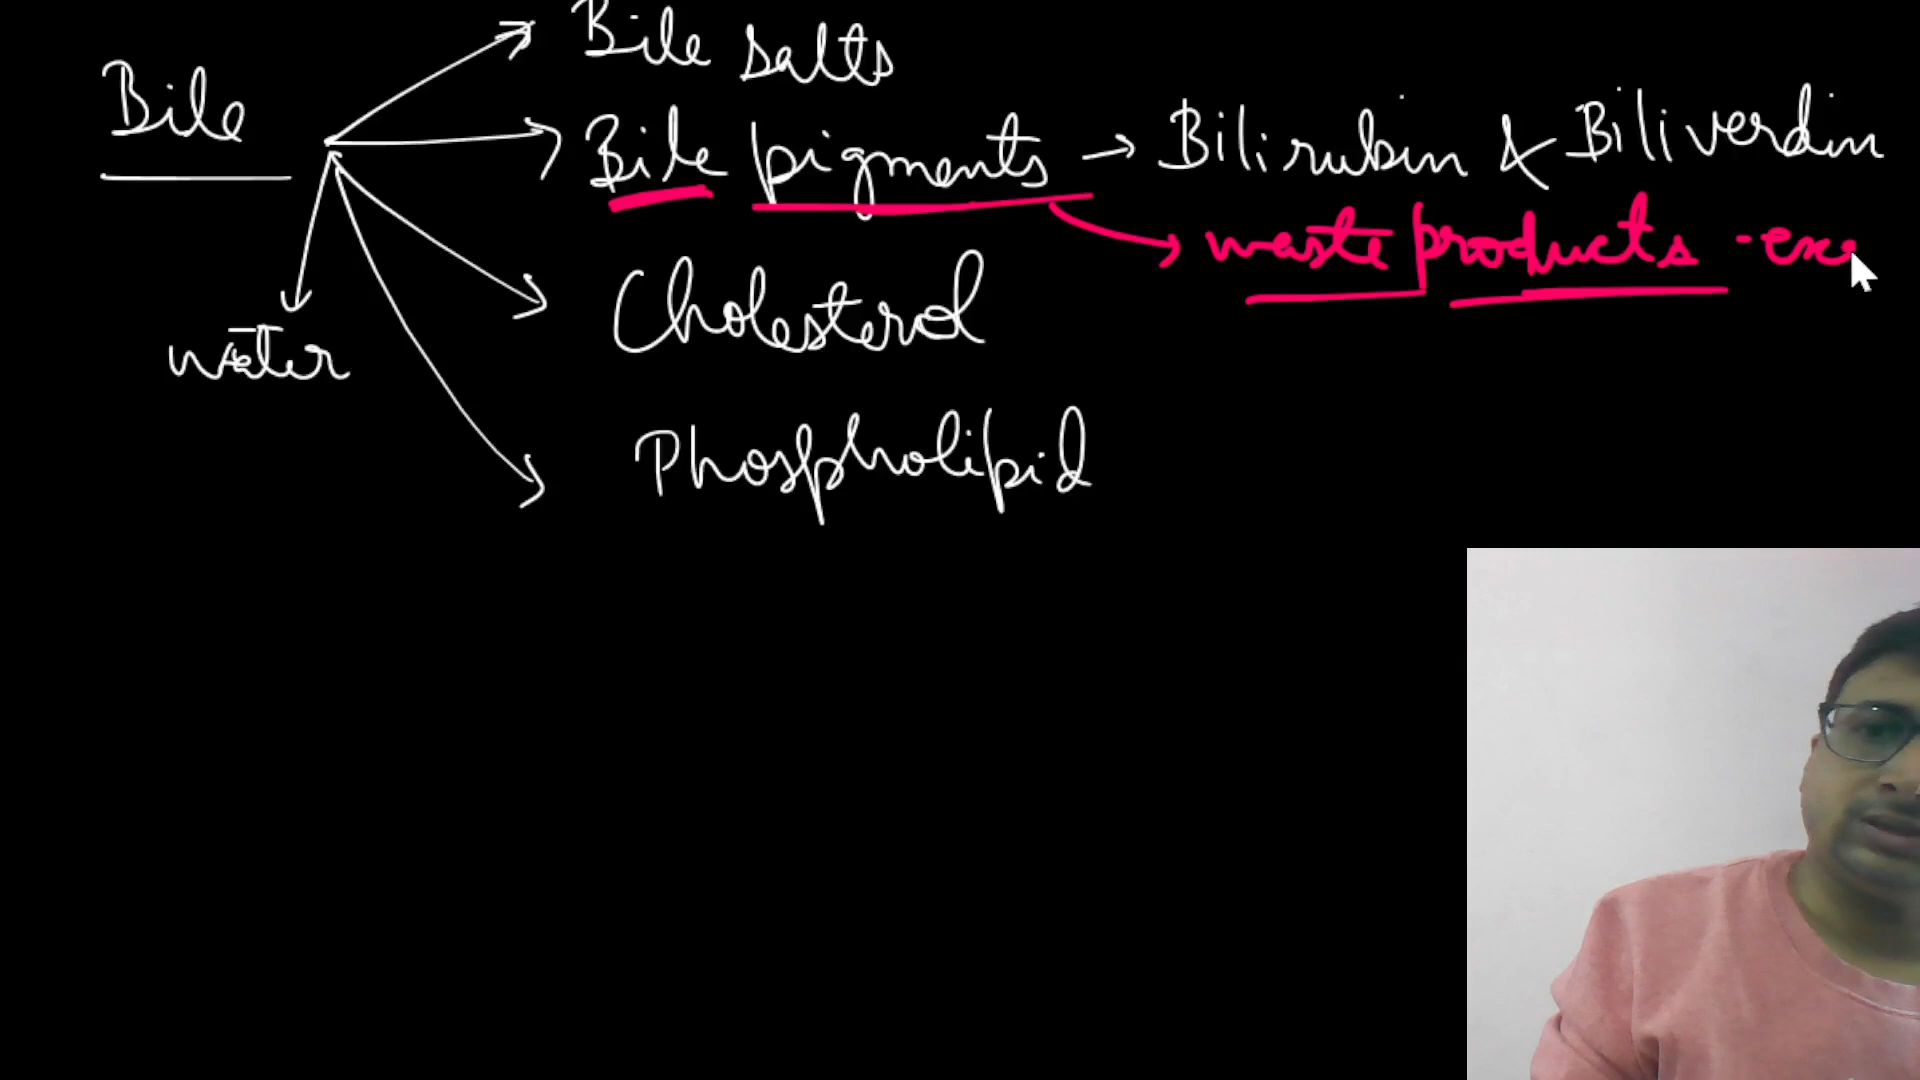 Bile salts
Bile
Bile pigments → Bilirubin & Biliverdin
waste products - exc
Cholesterol
water
Phospholipid